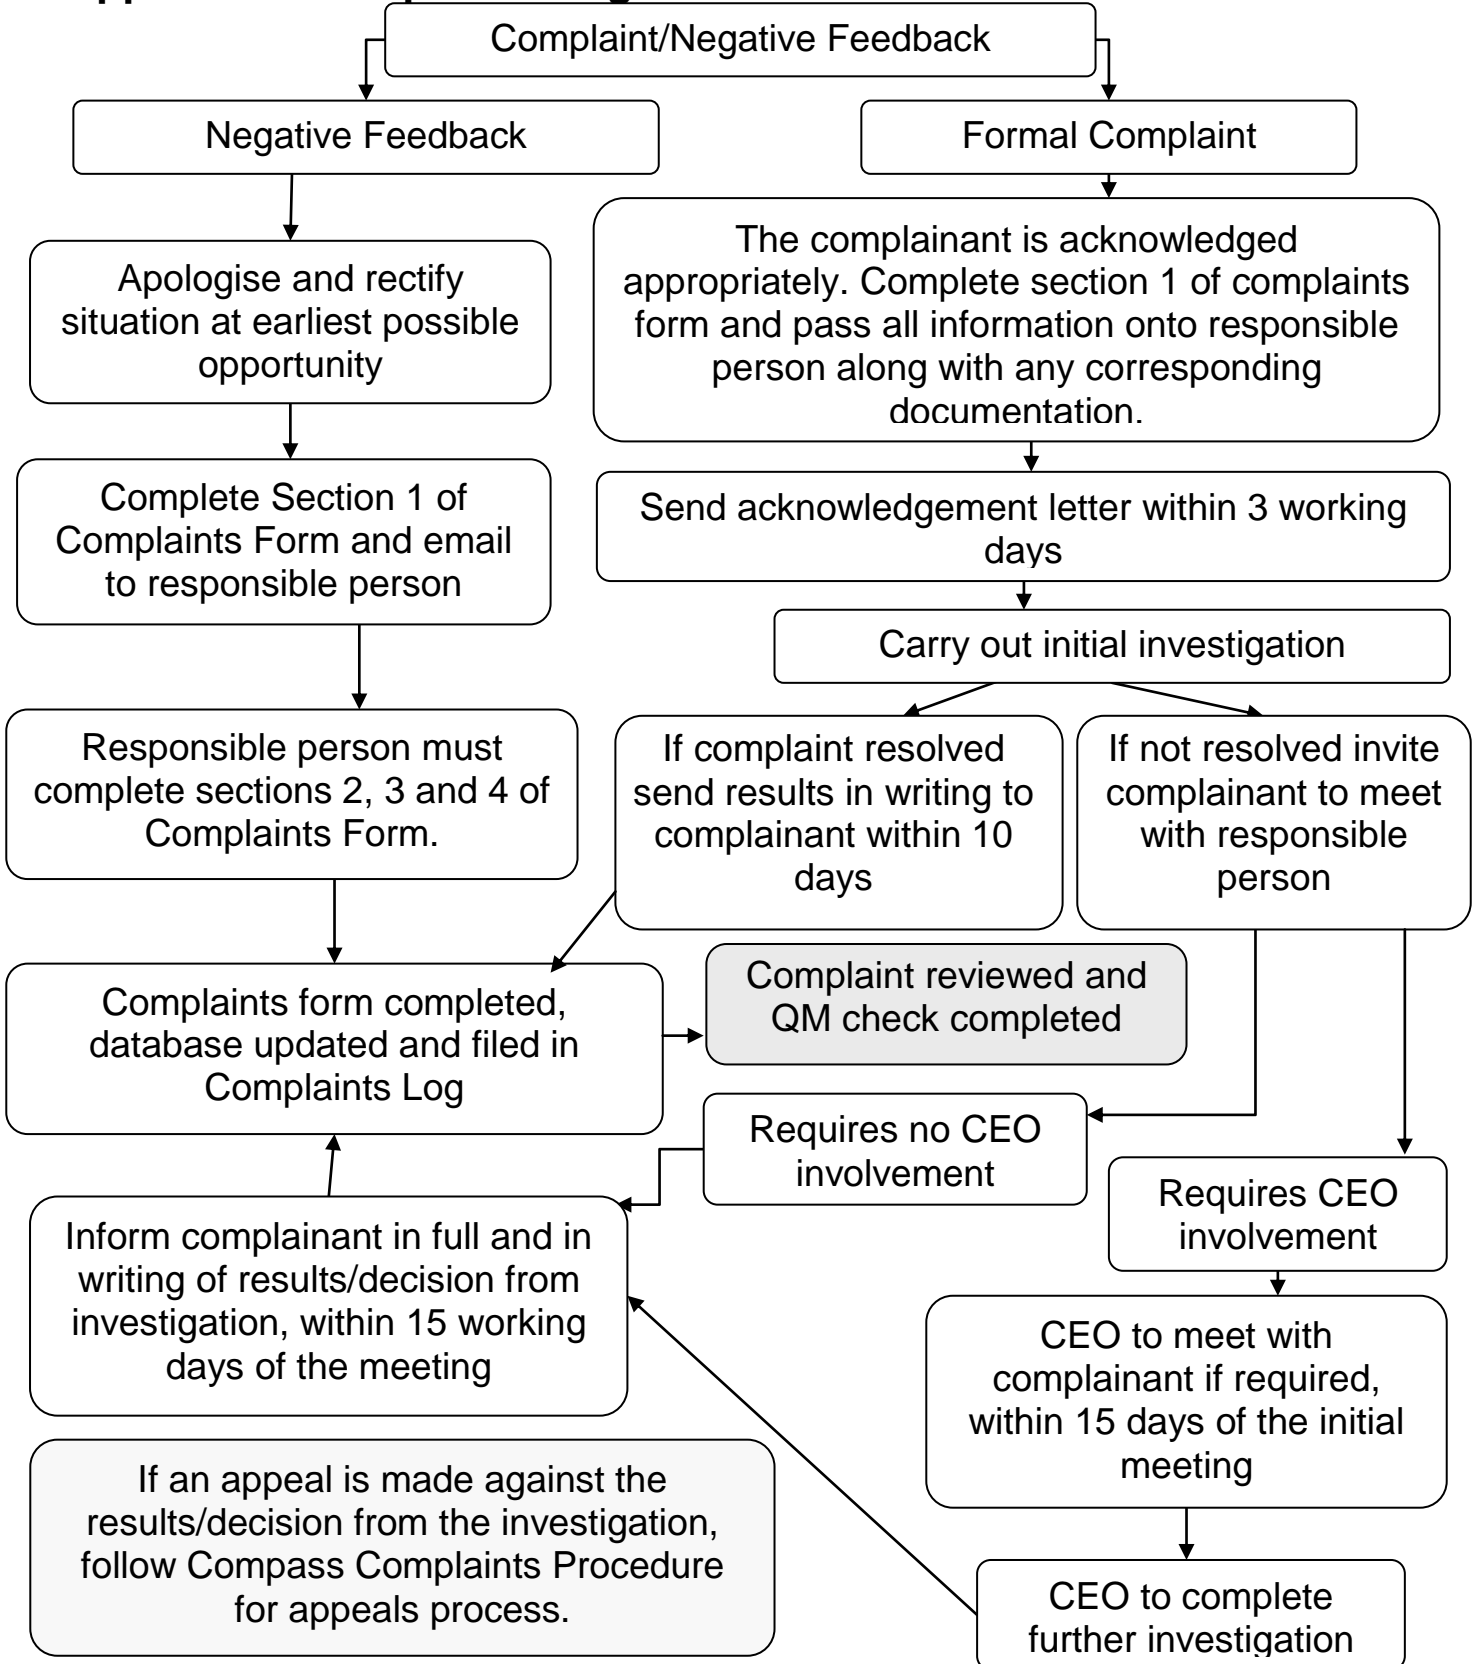 Complaint/Negative Feedback
Negative Feedback
Formal Complaint
Apologise and rectify
situation at earliest possible
opportunity
The complainant is acknowledged
appropriately. Complete section 1 of complaints
form and pass all information onto responsible
person along with any corresponding
documentation.
Complete Section 1 of
Complaints Form and email
to responsible person
Send acknowledgement letter within 3 working
days
Carry out initial investigation
Responsible person must
complete sections 2, 3 and 4 of
Complaints Form.
If complaint resolved
send results in writing to
complainant within 10
days
If not resolved invite
complainant to meet
with responsible
person
Complaints form completed,
database updated and filed in
Complaints Log
Complaint reviewed and
QM check completed
Requires no CEO
involvement
Requires CEO
involvement
Inform complainant in full and in
writing of results/decision from
investigation, within 15 working
days of the meeting
CEO to meet with
complainant if required,
within 15 days of the initial
meeting
If an appeal is made against the
results/decision from the investigation,
follow Compass Complaints Procedure
for appeals process.
CEO to complete
further investigation